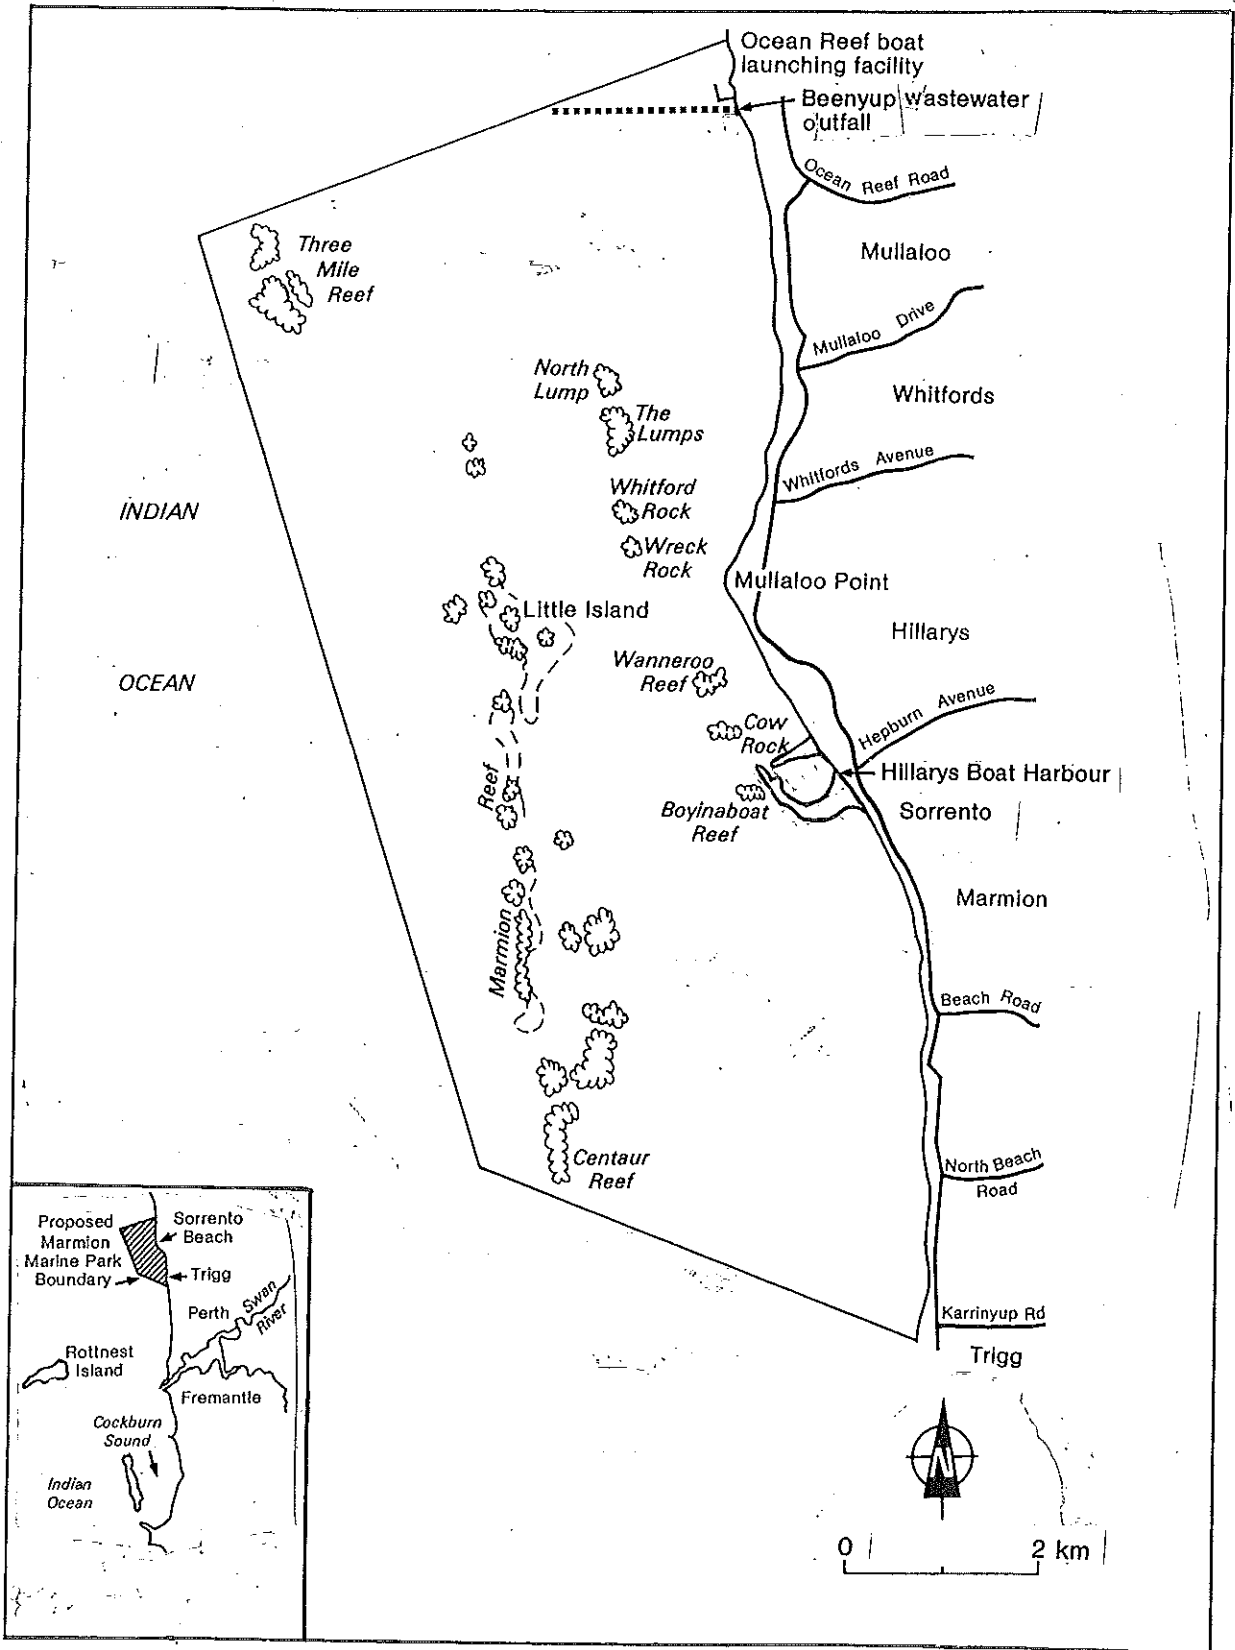 Ocean Reef boat
launching facility
Beenyup wastewater
outfall
Ocean Reef Road
Three
Mile
Reef
Mullaloo
Mullaloo Drive
North
Lump
The
Lumps
Whitfords
Whitfords Avenue
Whitford
Rock
INDIAN
Wreck
Rock
Mullaloo Point
Little Island
Hillarys
Wanneroo
Reef
OCEAN
Hepburn Avenue
Cow
Rock
Hillarys Boat Harbour
Reef
Boyinaboat
Reef
Sorrento
Marmion
Marmion
Beach Road
Centaur
Reef
North Beach
Road
Karrinyup Rd
Trigg
N
0 2 km
Proposed
Marmion
Marine Park
Boundary
Sorrento
Beach
Trigg
Perth
Swan
River
Rottnest
Island
Fremantle
Cockburn
Sound
Indian
Ocean